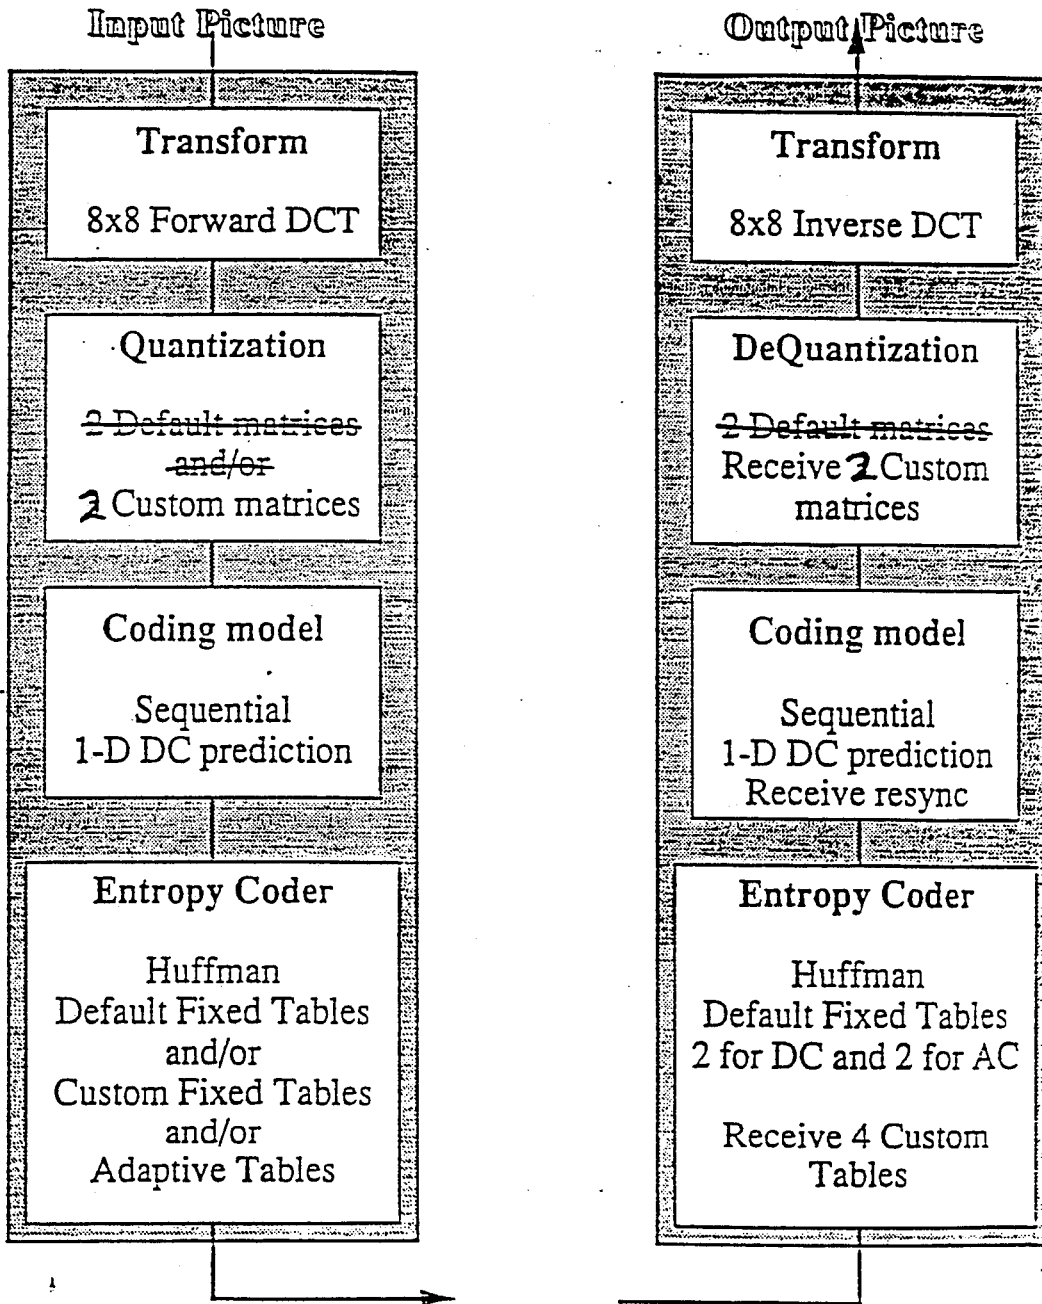 Input Picture
Transform
8x8 Forward DCT
Quantization
2 Default matrices
and/or
2 Custom matrices
Coding model
Sequential
1-D DC prediction
Entropy Coder
Huffman
Default Fixed Tables
and/or
Custom Fixed Tables
and/or
Adaptive Tables
Output Picture
Transform
8x8 Inverse DCT
DeQuantization
2 Default matrices
Receive 2 Custom
matrices
Coding model
Sequential
1-D DC prediction
Receive resync
Entropy Coder
Huffman
Default Fixed Tables
2 for DC and 2 for AC
Receive 4 Custom
Tables